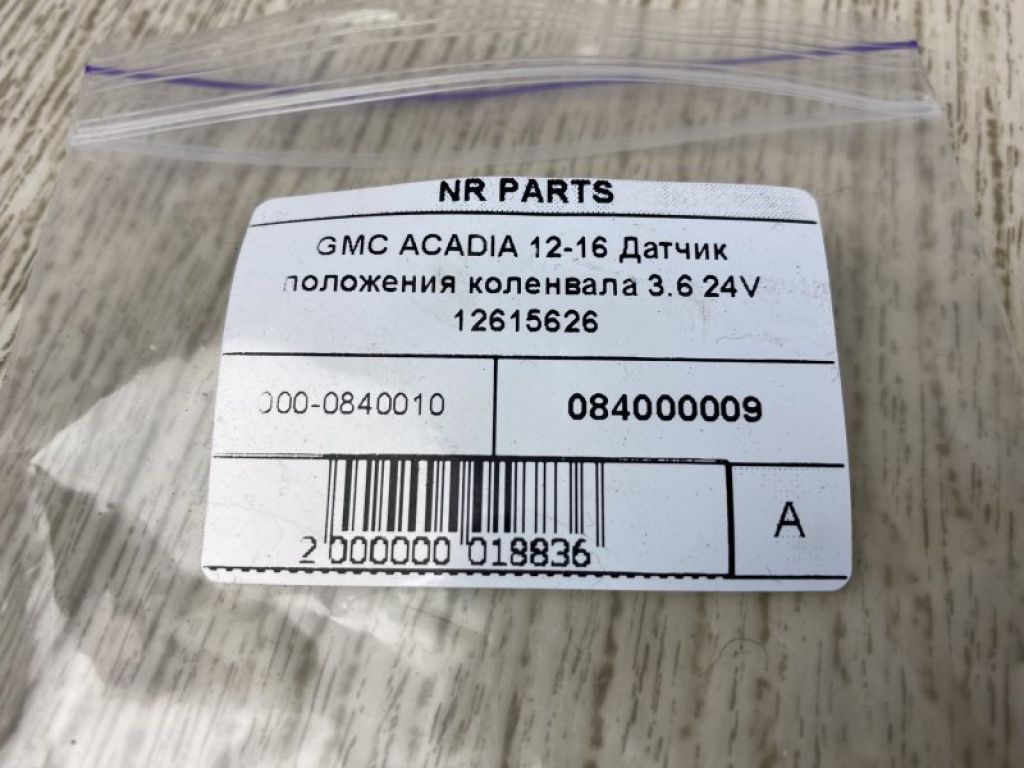 NR PARTS
GMC ACADIA 12-16 Датчик
положения коленвала 3.6 24V
12615626
000-0840010
084000009
2 000000 018836
A